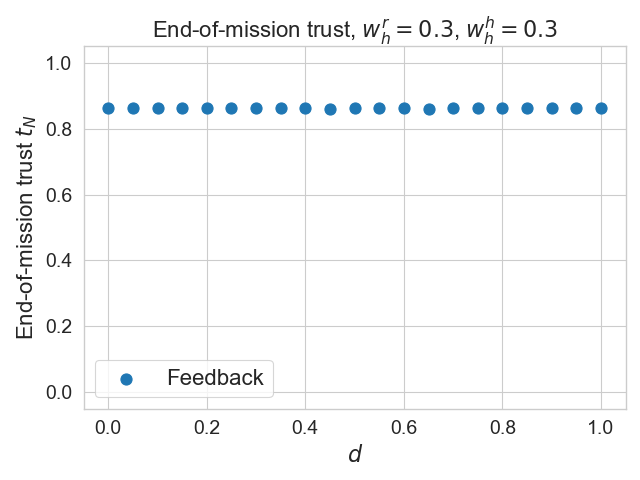 End-of-mission trust, $w_h^r = 0.3$, $w_h^h = 0.3$
End-of-mission trust $t_N$
1.0
0.8
0.6
0.4
0.2
0.0
Feedback
0.0 0.2 0.4 0.6 0.8 1.0
d